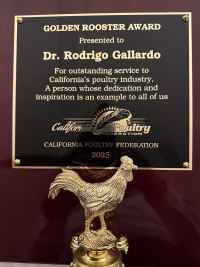 GOLDEN ROOSTER AWARD
Presented to
Dr. Rodrigo Gallardo
For outstanding service to
California's poultry industry.
A person whose dedication and
inspiration is an example to all of us
California Poultry
FEDERATION
CALIFORNIA POULTRY FEDERATION
2025